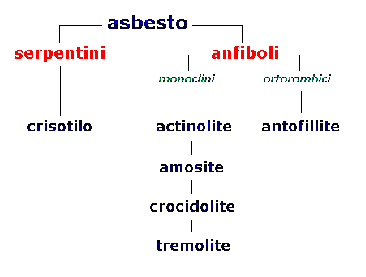 asbesto
serpentini anfiboli
monoclini ortorombici
crisotilo actinolite antofillite
amosite
crocidolite
tremolite